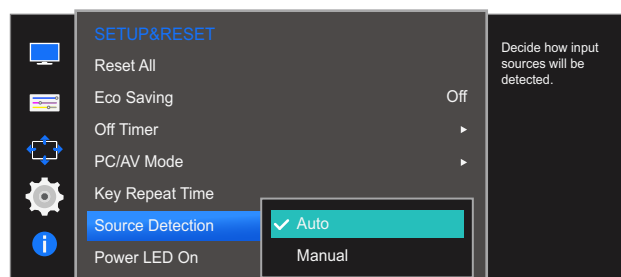 SETUP&RESET
Reset All
Eco Saving Off
Off Timer
PC/AV Mode
Key Repeat Time
Source Detection
Power LED On
Auto
Manual
Decide how input
sources will be
detected.